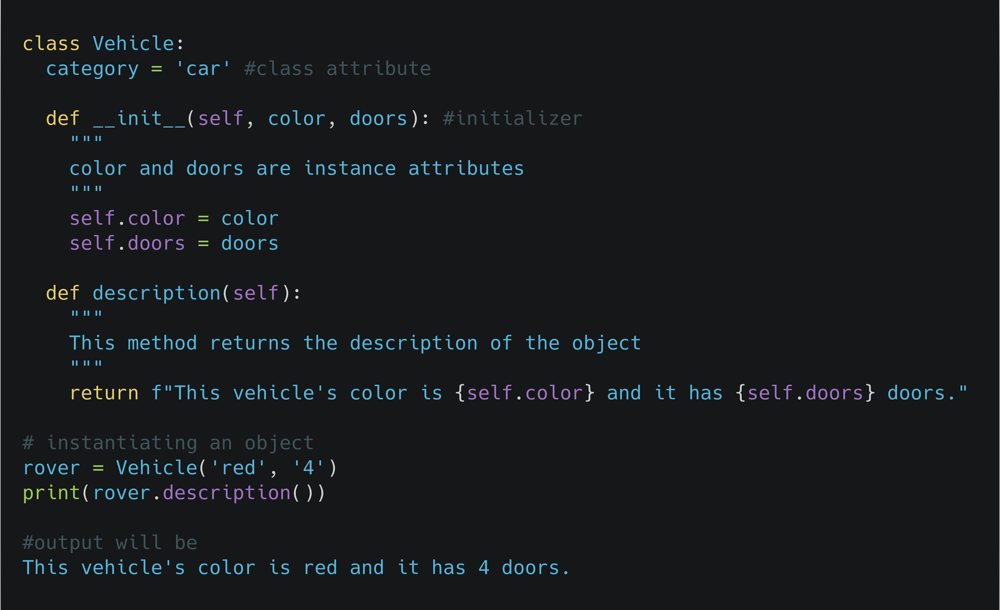 class Vehicle:
  category = 'car' #class attribute

  def __init__(self, color, doors): #initializer
    """
    color and doors are instance attributes
    """
    self.color = color
    self.doors = doors

  def description(self):
    """
    This method returns the description of the object
    """
    return f"This vehicle's color is {self.color} and it has {self.doors} doors."

# instantiating an object
rover = Vehicle('red', '4')
print(rover.description())

#output will be
This vehicle's color is red and it has 4 doors.